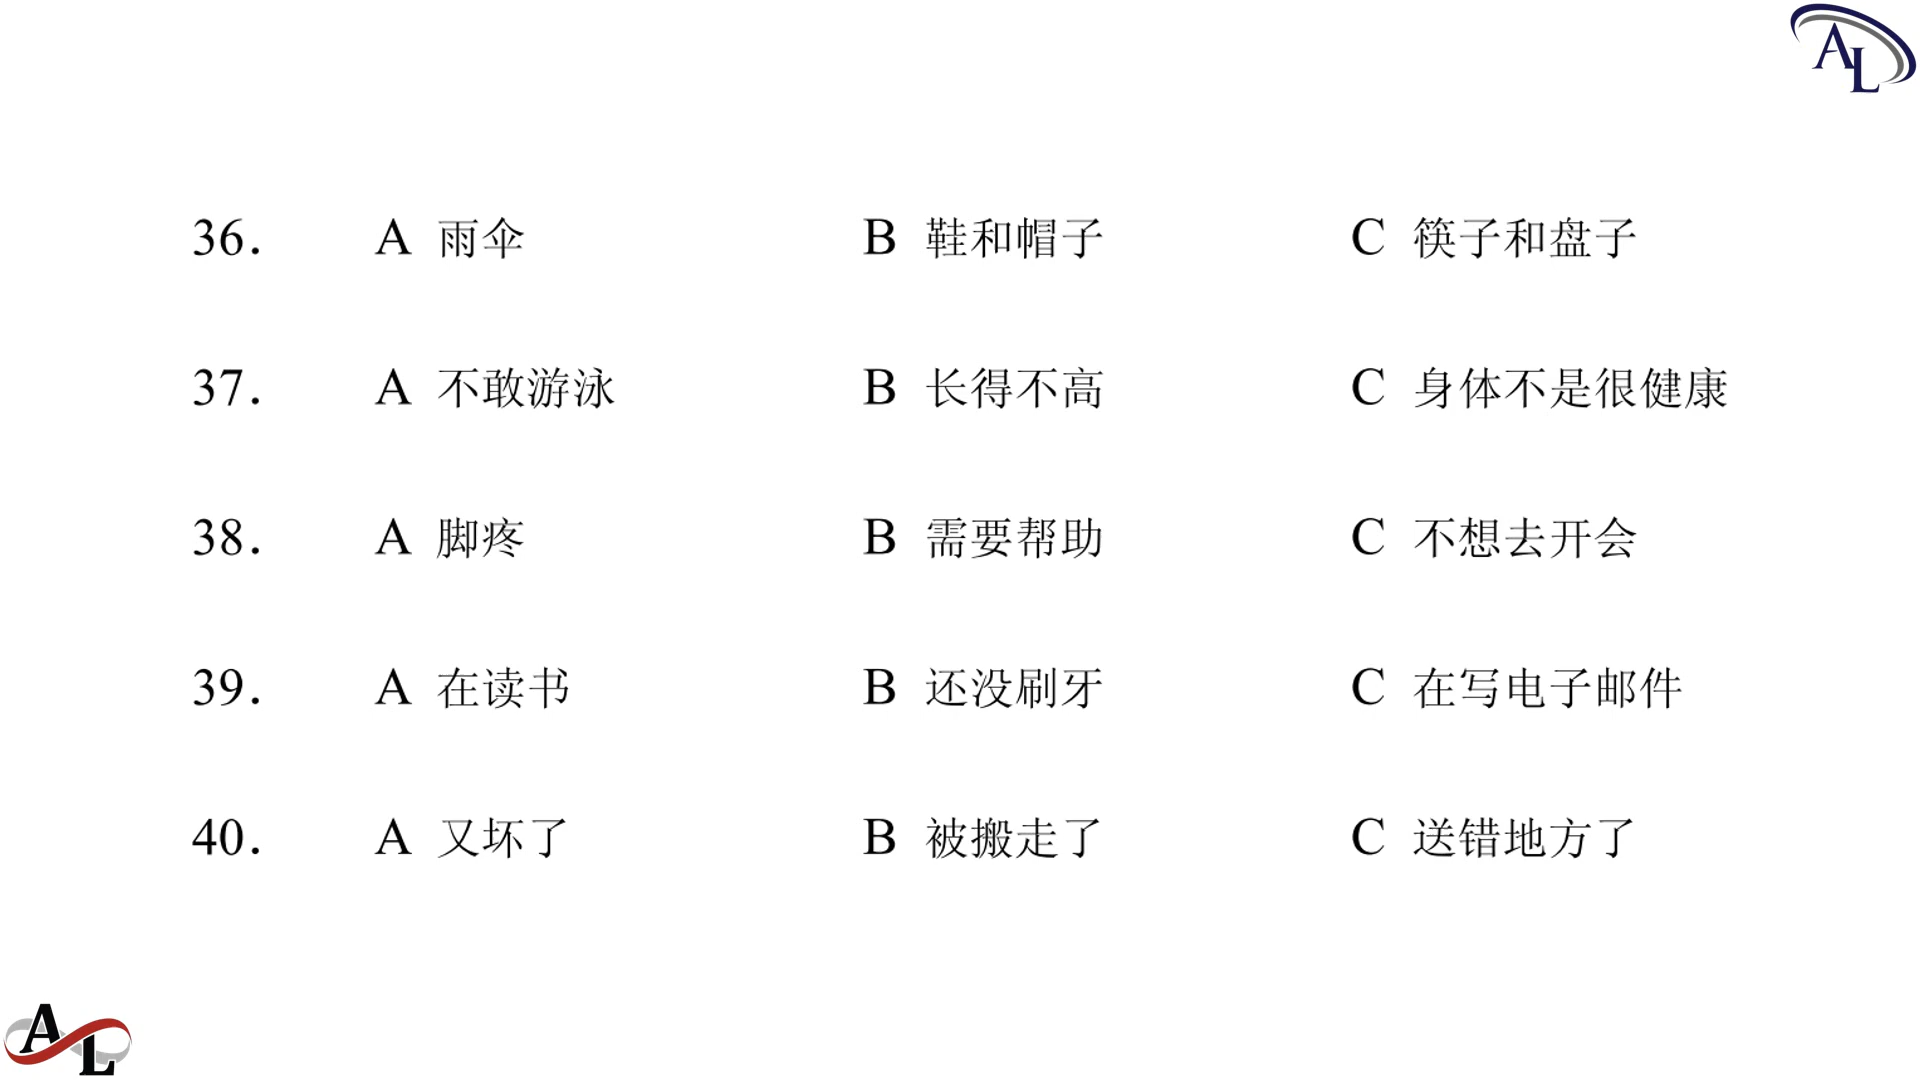 AL
36. A 雨伞 B 鞋和帽子 C 筷子和盘子
37. A 不敢游泳 B 长得不高 C 身体不是很健康
38. A 脚疼 B 需要帮助 C 不想去开会
39. A 在读书 B 还没刷牙 C 在写电子邮件
40. A 又坏了 B 被搬走了 C 送错地方了
AL